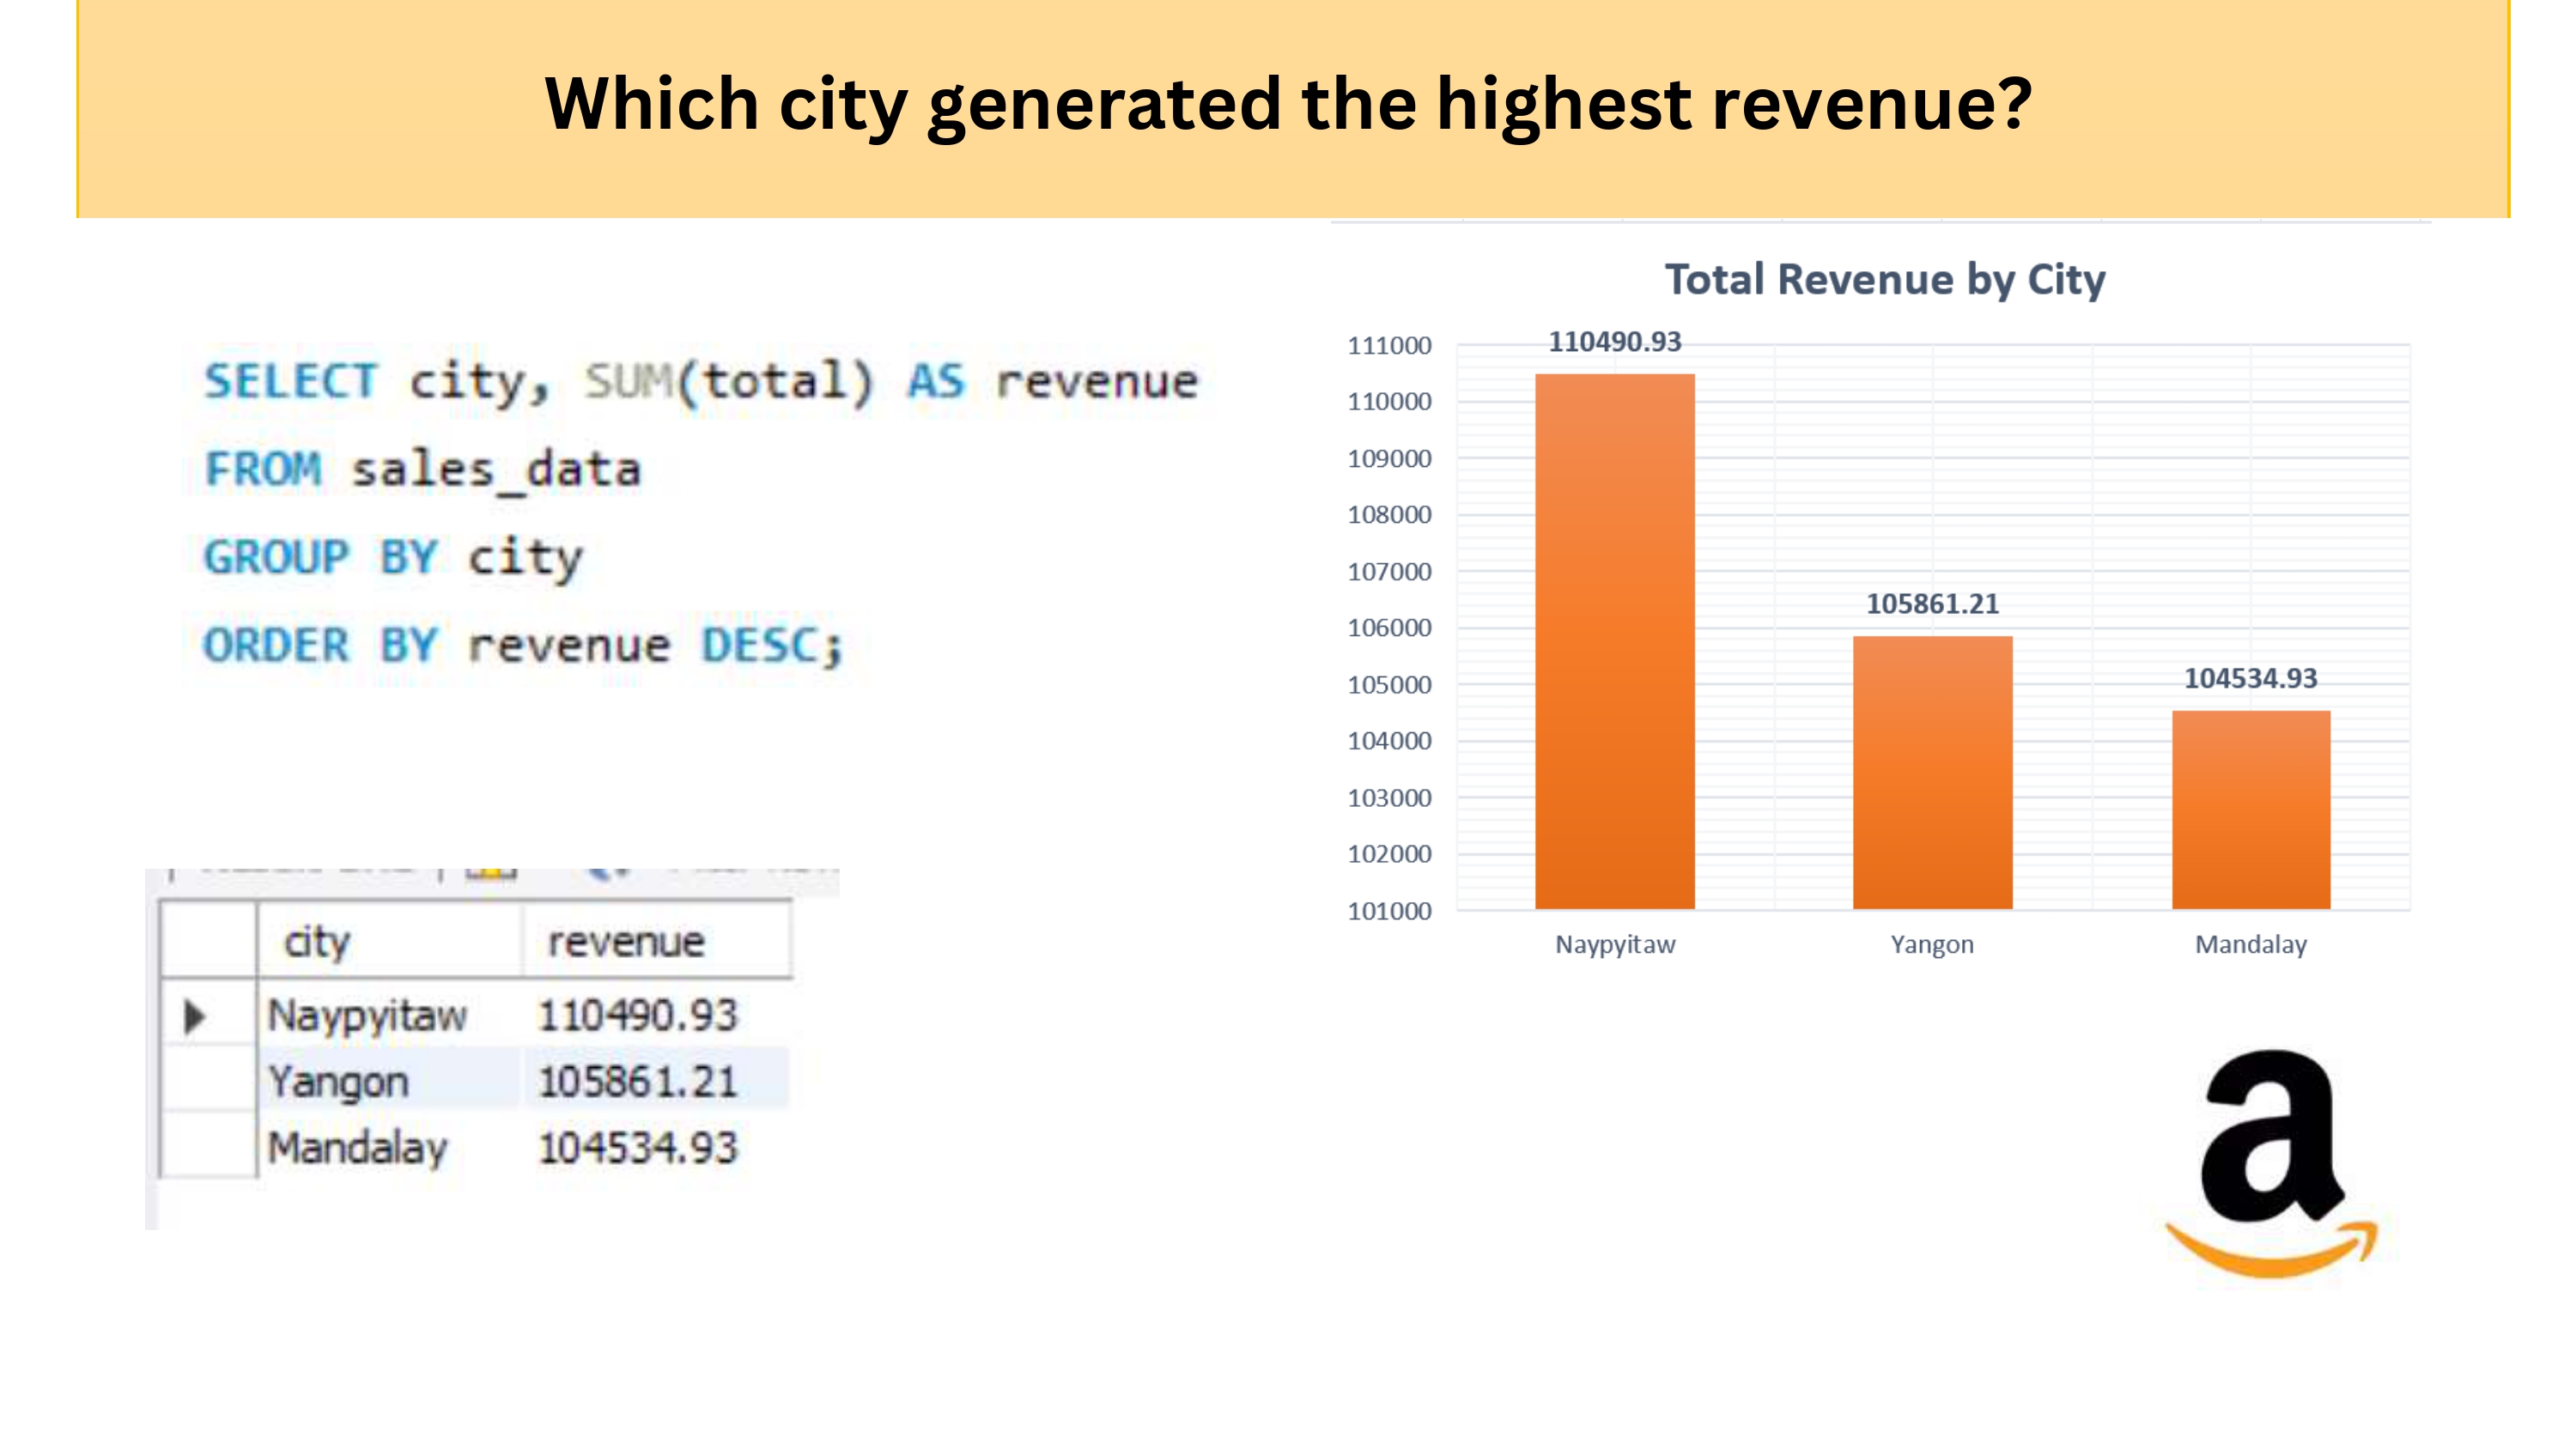 Which city generated the highest revenue?
SELECT city, SUM(total) AS revenue
FROM sales_data
GROUP BY city
ORDER BY revenue DESC;
city revenue
Naypyitaw 110490.93
Yangon 105861.21
Mandalay 104534.93
Total Revenue by City
111000
110000
109000
108000
107000
106000
105000
104000
103000
102000
101000
110490.93
105861.21
104534.93
Naypyitaw Yangon Mandalay
a